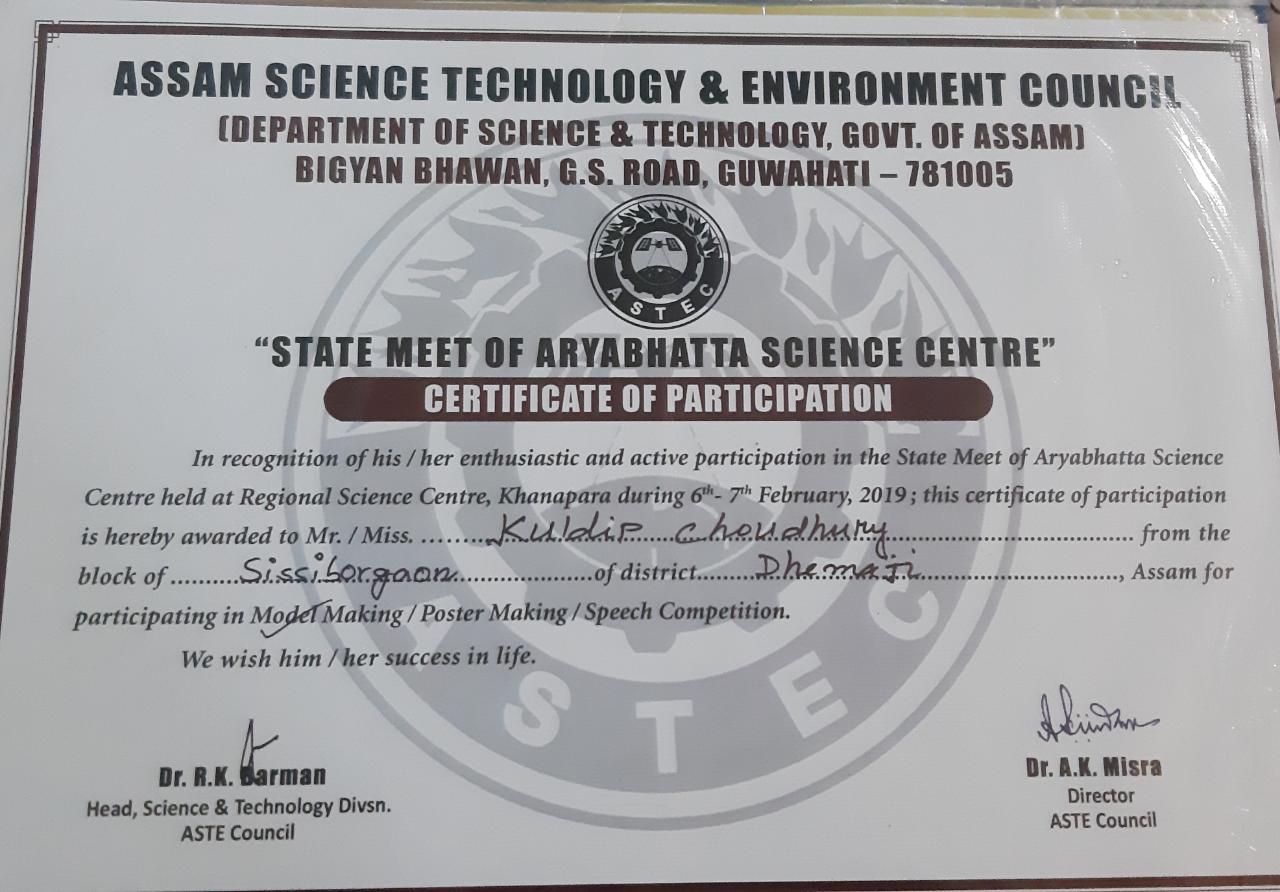 ASSAM SCIENCE TECHNOLOGY & ENVIRONMENT COUNCIL
(DEPARTMENT OF SCIENCE & TECHNOLOGY, GOVT. OF ASSAM)
BIGYAN BHAWAN, G.S. ROAD, GUWAHATI – 781005
ASTEC
"STATE MEET OF ARYABHATTA SCIENCE CENTRE"
CERTIFICATE OF PARTICIPATION
In recognition of his / her enthusiastic and active participation in the State Meet of Aryabhatta Science
Centre held at Regional Science Centre, Khanapara during 6th- 7th February, 2019; this certificate of participation
is hereby awarded to Mr. / Miss. ........Kuldip Choudhury........ from the
block of..........Sissiborgaon..........of district..........Dhemaji.........., Assam for
participating in Model Making / Poster Making / Speech Competition.
We wish him / her success in life.
ASTEC
Dr. R.K. Barman
Head, Science & Technology Divsn.
ASTE Council
Dr. A.K. Misra
Director
ASTE Council